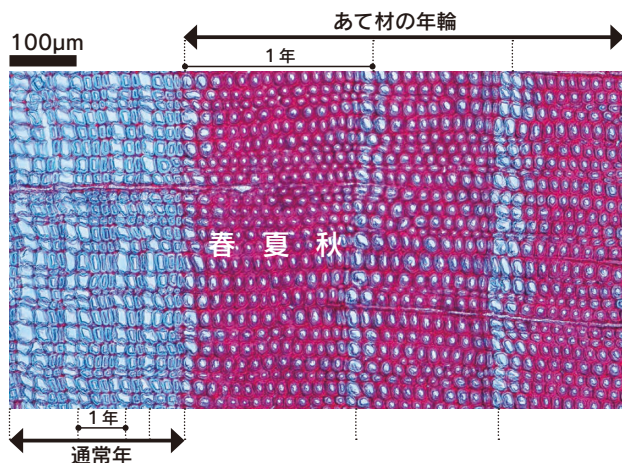 あて材の年輪
100μm
1年
春 夏 秋
1年
通常年